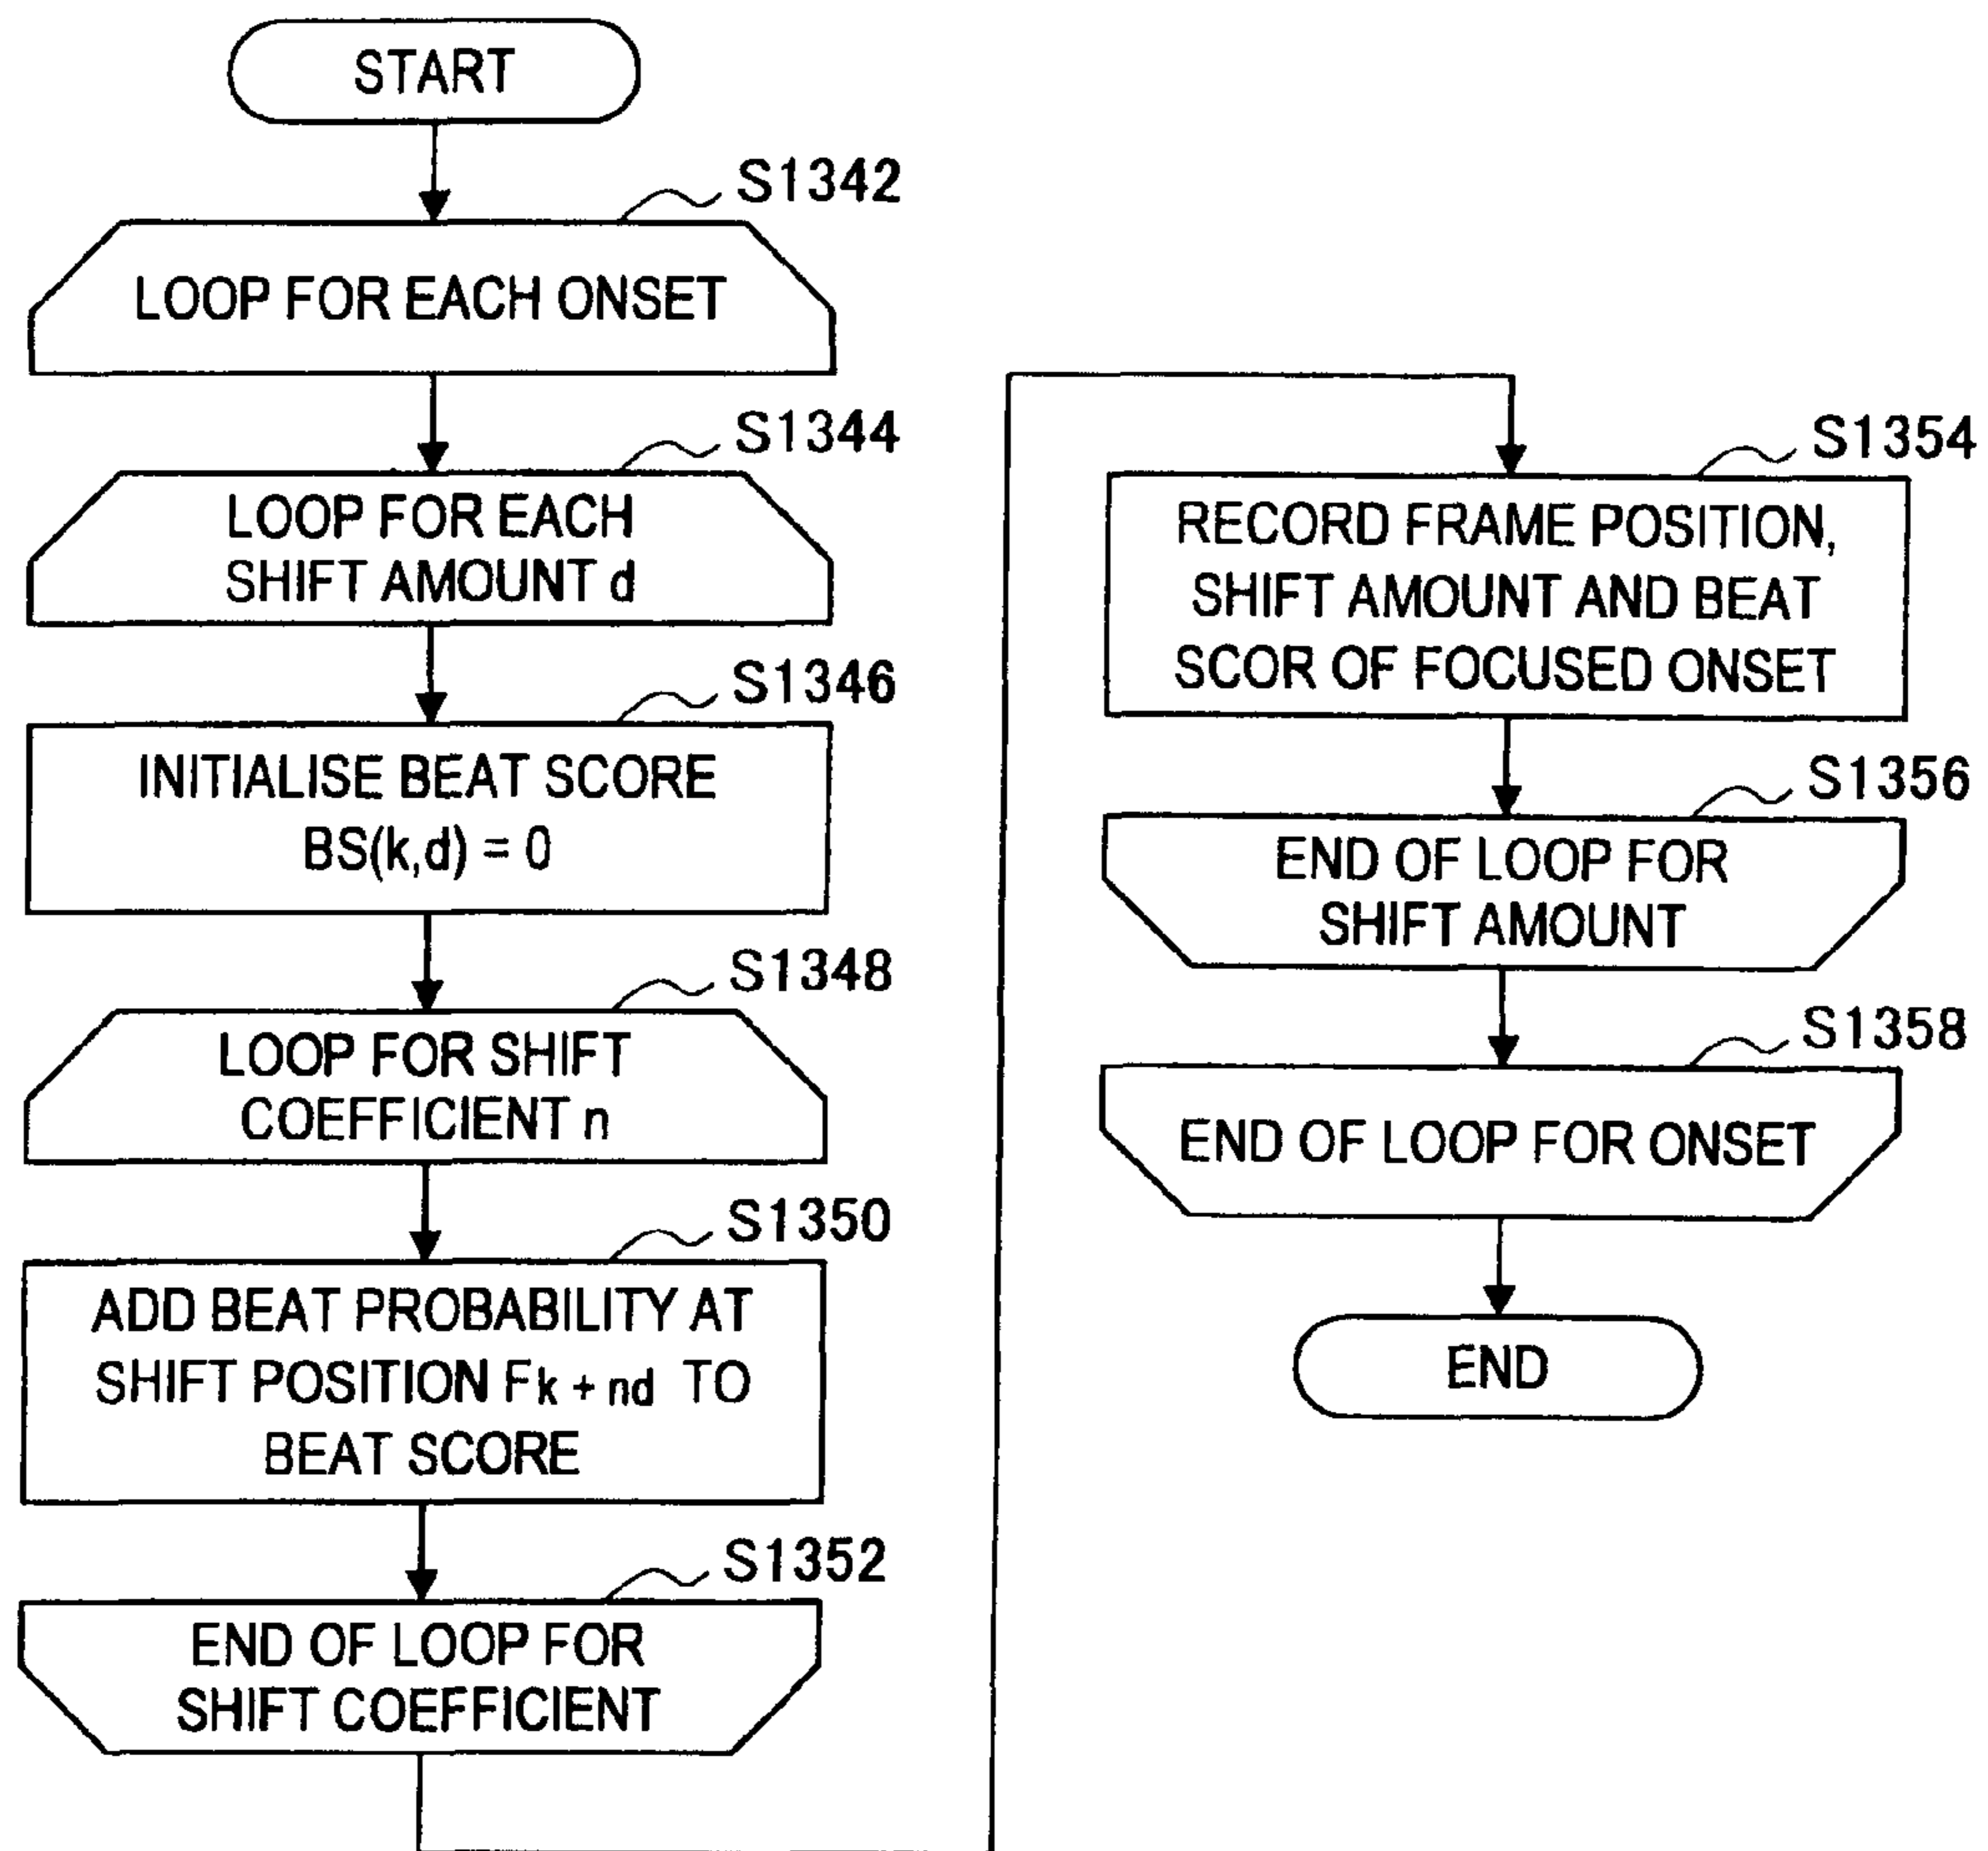 START
S1342
LOOP FOR EACH ONSET
S1344
LOOP FOR EACH
SHIFT AMOUNT d
S1346
INITIALISE BEAT SCORE
BS(k,d) = 0
S1348
LOOP FOR SHIFT
COEFFICIENT n
S1350
ADD BEAT PROBABILITY AT
SHIFT POSITION Fk + nd TO
BEAT SCORE
S1352
END OF LOOP FOR
SHIFT COEFFICIENT
S1354
RECORD FRAME POSITION,
SHIFT AMOUNT AND BEAT
SCOR OF FOCUSED ONSET
S1356
END OF LOOP FOR
SHIFT AMOUNT
S1358
END OF LOOP FOR ONSET
END